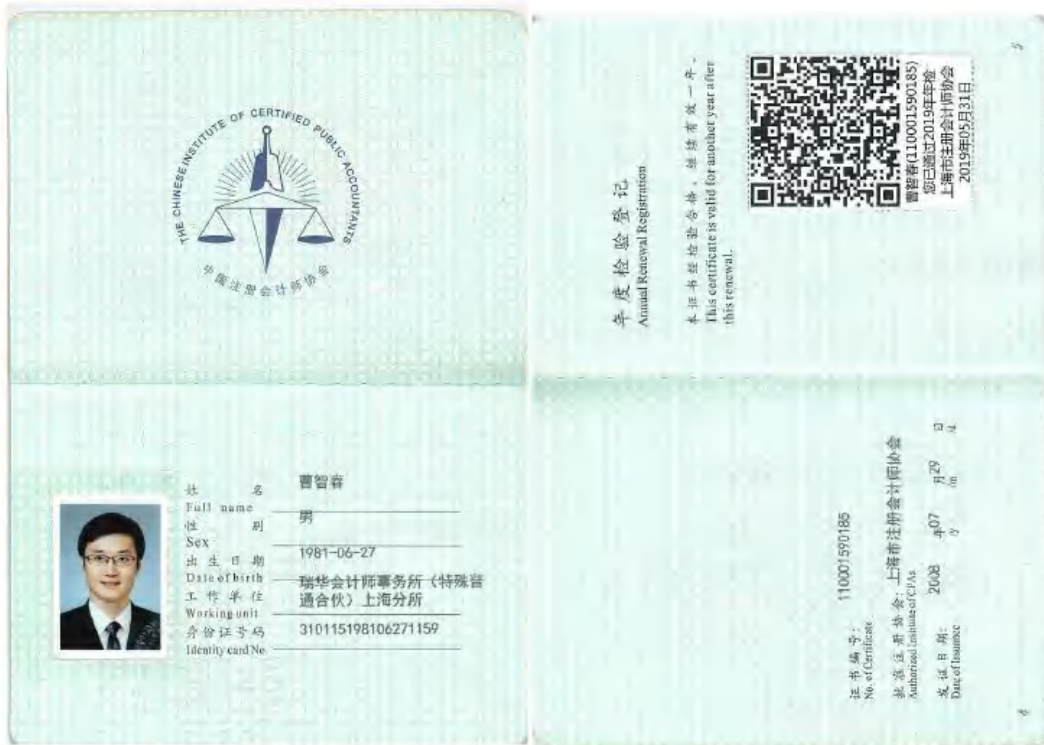 THE CHINESE INSTITUTE OF CERTIFIED PUBLIC ACCOUNTANTS
中国注册会计师协会
姓 名 曹智春
Full name
性 别 男
Sex
出生日期 1981-06-27
Date of birth
工作单位 瑞华会计师事务所（特殊普
通合伙）上海分所
Working unit
身份证号码 310115198106271159
Identity card No
5
年度检验登记
Annual Renewal Registration
本证书经检验合格，继续有效一年。
This certificate is valid for another year after
this renewal.
曹智春(110001590185)
您已通过2019年年检
上海市注册会计师协会
2019年05月31日
证书编号： 110001590185
No. of Certificate
批准注册协会：上海市注册会计师协会
Authorized Institute of CPAs
发证日期： 2008 年07 月29 日
Date of Issuance /y /m /d
4